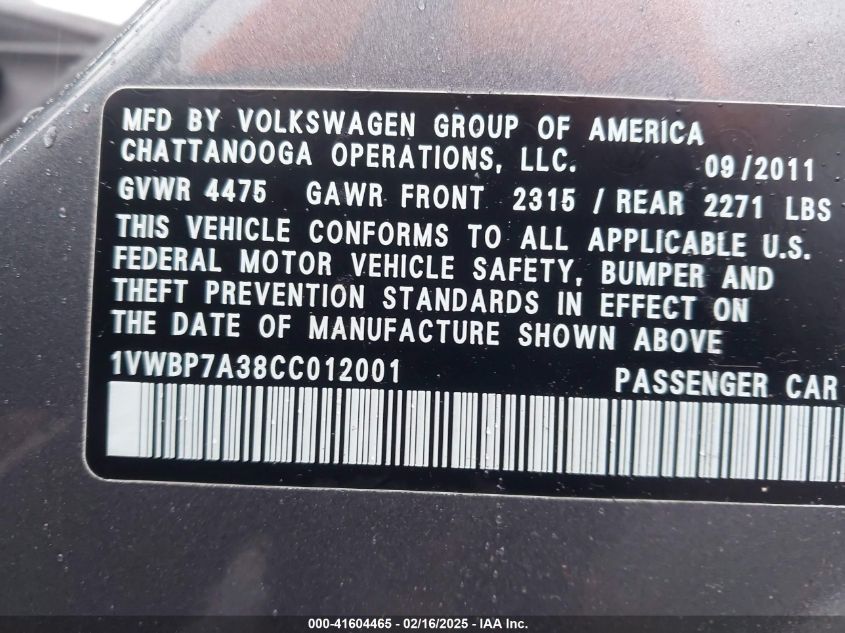 MFD BY VOLKSWAGEN GROUP OF AMERICA
CHATTANOOGA OPERATIONS, LLC. 09/2011
GVWR 4475 GAWR FRONT 2315 / REAR 2271 LBS
THIS VEHICLE CONFORMS TO ALL APPLICABLE U.S.
FEDERAL MOTOR VEHICLE SAFETY, BUMPER AND
THEFT PREVENTION STANDARDS IN EFFECT ON
THE DATE OF MANUFACTURE SHOWN ABOVE
1VWBP7A38CC012001 PASSENGER CAR
000-41604465 - 02/16/2025 - IAA Inc.